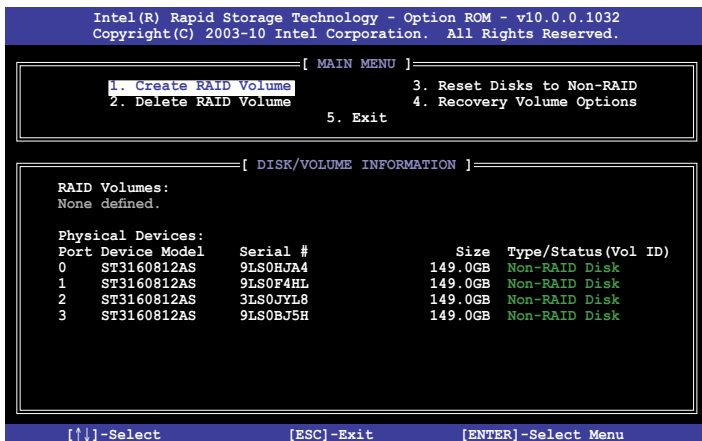 Intel(R) Rapid Storage Technology - Option ROM - v10.0.0.1032
Copyright(C) 2003-10 Intel Corporation. All Rights Reserved.
[ MAIN MENU ]
1. Create RAID Volume 3. Reset Disks to Non-RAID
2. Delete RAID Volume 4. Recovery Volume Options
5. Exit
[ DISK/VOLUME INFORMATION ]
RAID Volumes:
None defined.
Physical Devices:
Port Device Model Serial # Size Type/Status(Vol ID)
0 ST3160812AS 9LS0HJA4 149.0GB Non-RAID Disk
1 ST3160812AS 9LS0F4HL 149.0GB Non-RAID Disk
2 ST3160812AS 3LS0JYL8 149.0GB Non-RAID Disk
3 ST3160812AS 9LS0BJ5H 149.0GB Non-RAID Disk
[↑↓]-Select [ESC]-Exit [ENTER]-Select Menu